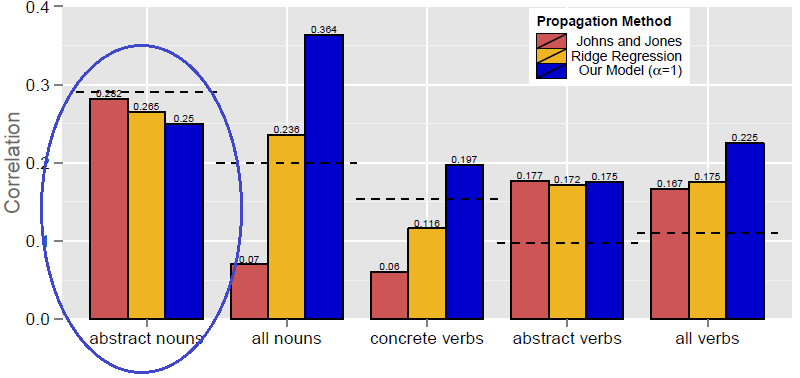 Propagation Method
Johns and Jones
Ridge Regression
Our Model (α=1)
Correlation
0.4
0.3
0.2
0.1
0.0
0.282
0.265
0.25
0.07
0.236
0.364
0.06
0.116
0.197
0.177
0.172
0.175
0.167
0.175
0.225
abstract nouns
all nouns
concrete verbs
abstract verbs
all verbs